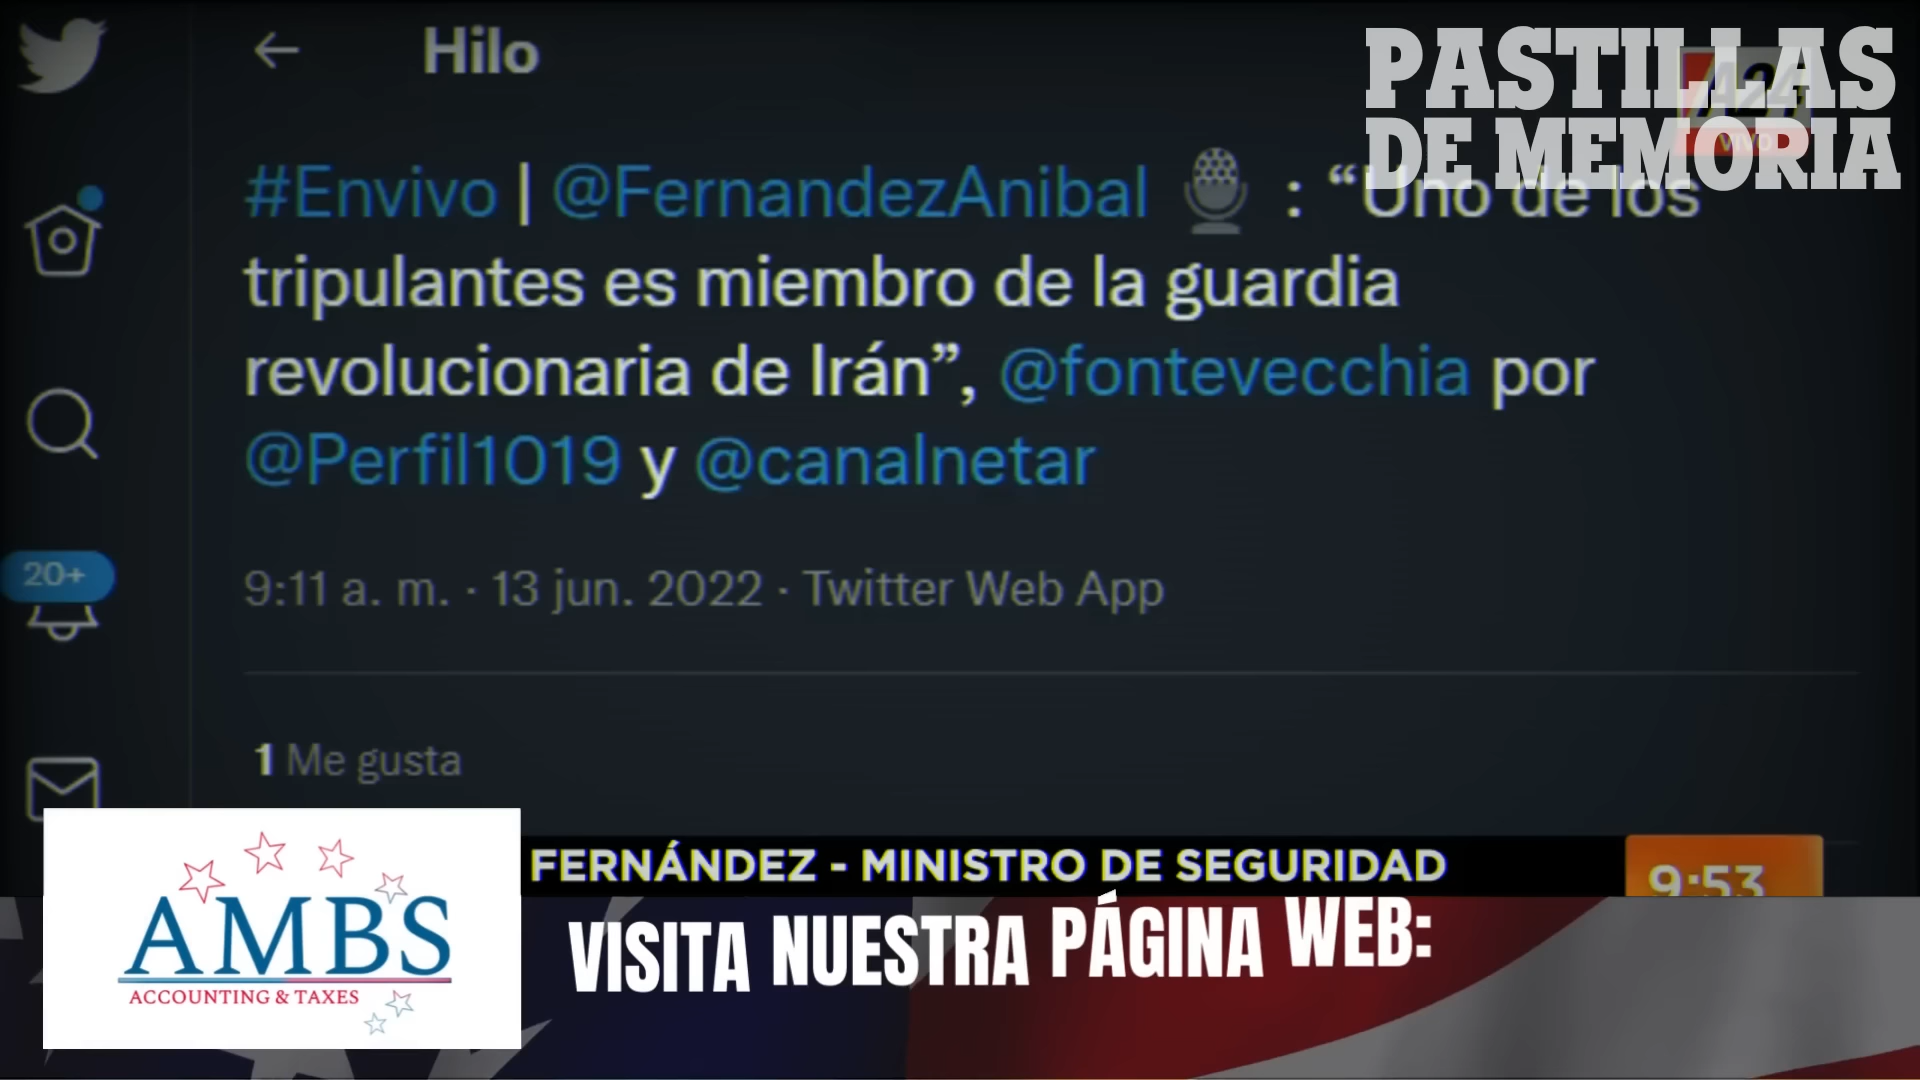 Hilo
PASTILLAS
DE MEMORIA
A24
VIVO
#Envivo | @FernandezAnibal 🎙 : “Uno de los
tripulantes es miembro de la guardia
revolucionaria de Irán”, @fontevecchia por
@Perfil1019 y @canalnetar
20+
9:11 a. m. · 13 jun. 2022 · Twitter Web App
1 Me gusta
FERNÁNDEZ - MINISTRO DE SEGURIDAD
9:53
VISITA NUESTRA PÁGINA WEB:
AMBS
ACCOUNTING & TAXES